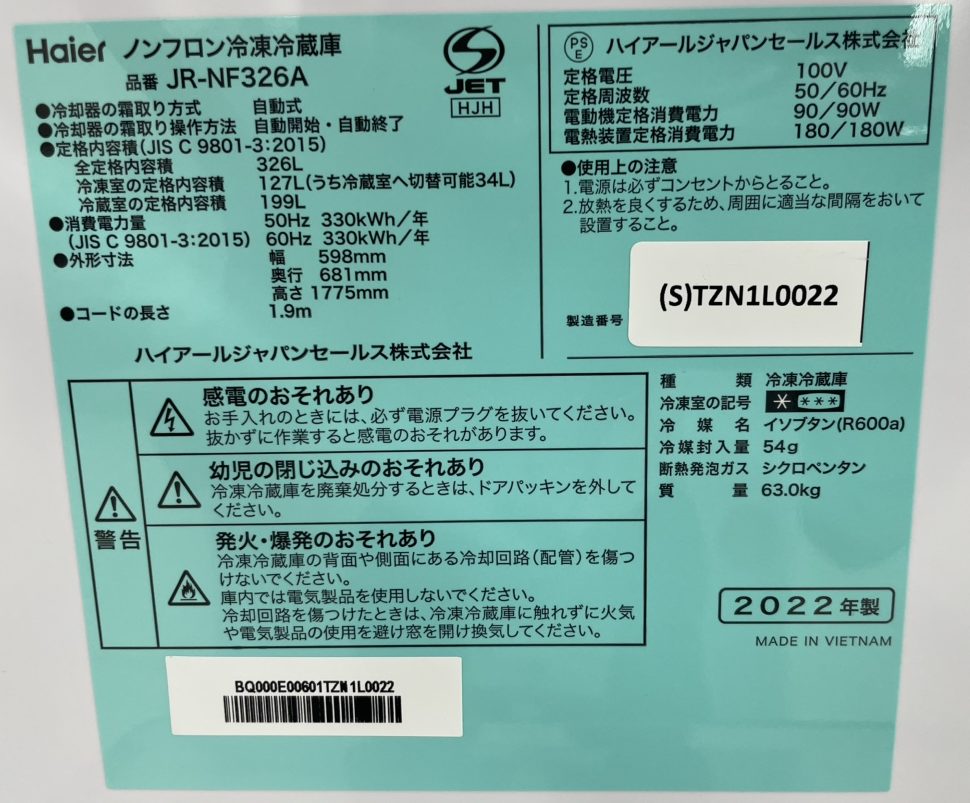 Haier ノンフロン冷凍冷蔵庫
品番 JR-NF326A
JET
HJH
●冷却器の霜取り方式 自動式
●冷却器の霜取り操作方法 自動開始・自動終了
●定格内容積(JIS C 9801-3:2015)
全定格内容積 326L
冷凍室の定格内容積 127L(うち冷蔵室へ切替可能34L)
冷蔵室の定格内容積 199L
●消費電力量 50Hz 330kWh/年
(JIS C 9801-3:2015) 60Hz 330kWh/年
●外形寸法 幅 598mm
奥行 681mm
高さ 1775mm
●コードの長さ 1.9m
ハイアールジャパンセールス株式会社
PS
E
ハイアールジャパンセールス株式会社
定格電圧 100V
定格周波数 50/60Hz
電動機定格消費電力 90/90W
電熱装置定格消費電力 180/180W
●使用上の注意
1.電源は必ずコンセントからとること。
2.放熱を良くするため、周囲に適当な間隔をおいて
設置すること。
製造番号 (S)TZN1L0022
警告
感電のおそれあり
お手入れのときには、必ず電源プラグを抜いてください。
抜かずに作業すると感電のおそれがあります。
幼児の閉じ込めのおそれあり
冷凍冷蔵庫を廃棄処分するときは、ドアパッキンを外して
ください。
発火・爆発のおそれあり
冷凍冷蔵庫の背面や側面にある冷却回路(配管)を傷つ
けないでください。
庫内では電気製品を使用しないでください。
冷却回路を傷つけたときは、冷凍冷蔵庫に触れずに火気
や電気製品の使用を避け窓を開け換気してください。
種類 冷凍冷蔵庫
冷凍室の記号 * ***
冷媒名 イソブタン(R600a)
冷媒封入量 54g
断熱発泡ガス シクロペンタン
質量 63.0kg
2022年製
MADE IN VIETNAM
BQ000E00601TZN1L0022